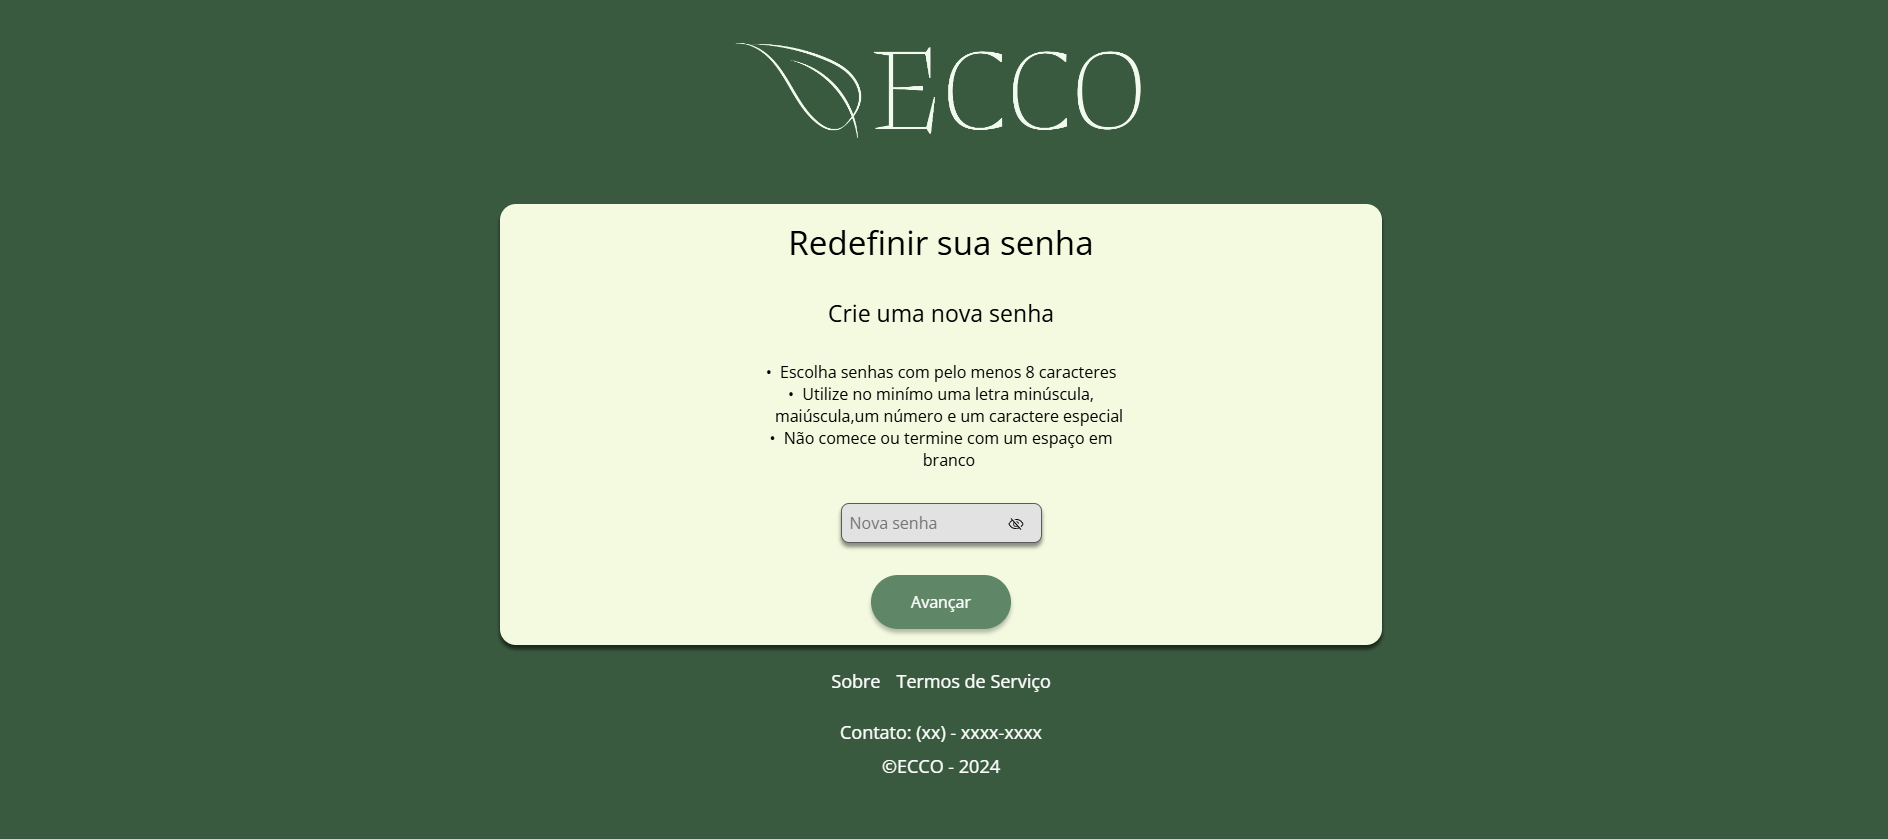 ECCO
Redefinir sua senha
Crie uma nova senha
• Escolha senhas com pelo menos 8 caracteres
• Utilize no minímo uma letra minúscula,
maiúscula,um número e um caractere especial
• Não comece ou termine com um espaço em
branco
Nova senha
Avançar
Sobre Termos de Serviço
Contato: (xx) - xxxx-xxxx
©ECCO - 2024